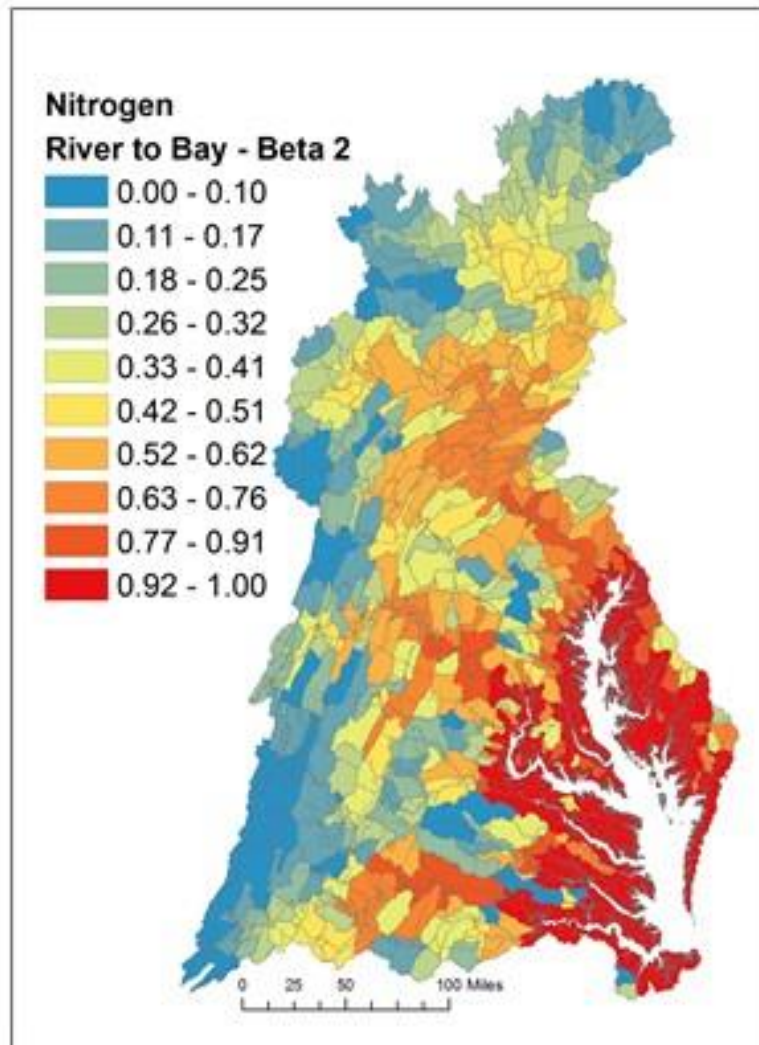 Nitrogen
River to Bay - Beta 2
0.00 - 0.10
0.11 - 0.17
0.18 - 0.25
0.26 - 0.32
0.33 - 0.41
0.42 - 0.51
0.52 - 0.62
0.63 - 0.76
0.77 - 0.91
0.92 - 1.00
0 25 50 100 Miles